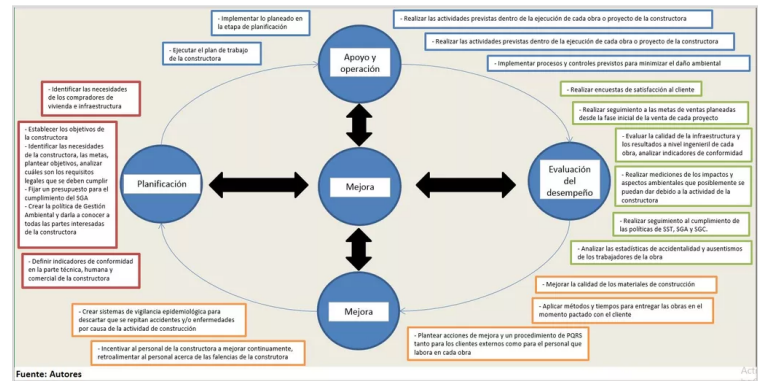 - Implementar lo planeado en
la etapa de planificación
- Ejecutar el plan de trabajo
de la constructora
Apoyo y
operación
- Realizar las actividades previstas dentro de la ejecución de cada obra o proyecto de la constructora
- Realizar las actividades previstas dentro de la ejecución de cada obra o proyecto de la constructora
- Implementar procesos y controles previstos para minimizar el daño ambiental
- Identificar las necesidades
de los compradores de
vivienda e infraestructura
- Establecer los objetivos de
la constructora
- Identificar las necesidades de
la constructora, las metas,
plantear objetivos, analizar
cuáles son los requisitos
legales que se deben cumplir
- Fijar un presupuesto para el
cumplimiento del SGA
- Crear la política de Gestión
Ambiental y darla a conocer a
todas las partes interesadas
de la constructora
- Definir indicadores de conformidad
en la parte técnica, humana y
comercial de la constructora
Planificación
Mejora
Evaluación
del
desempeño
- Realizar encuestas de satisfacción al cliente
- Realizar seguimiento a las metas de ventas planeadas
desde la fase inicial de la venta de cada proyecto
- Evaluar la calidad de la infraestructura y
los resultados a nivel ingenieril de cada
obra, analizar indicadores de conformidad
- Realizar mediciones de los impactos y
aspectos ambientales que posiblemente se
puedan dar debido a la actividad de la
constructora
- Realizar seguimiento al cumplimiento de
las políticas de SST, SGA y SGC.
- Analizar las estadísticas de accidentalidad y ausentismos
de los trabajadores de la obra
Mejora
- Mejorar la calidad de los materiales de construcción
- Aplicar métodos y tiempos para entregar las obras en el
momento pactado con el cliente
- Plantear acciones de mejora y un procedimiento de PQRS
tanto para los clientes externos como para el personal que
labora en cada obra
- Crear sistemas de vigilancia epidemiológica para
descartar que se repitan accidentes y/o enfermedades
por causa de la actividad de construcción
- Incentivar al personal de la constructora a mejorar continuamente,
retroalimentar al personal acerca de las falencias de la construtora
Fuente: Autores
Act